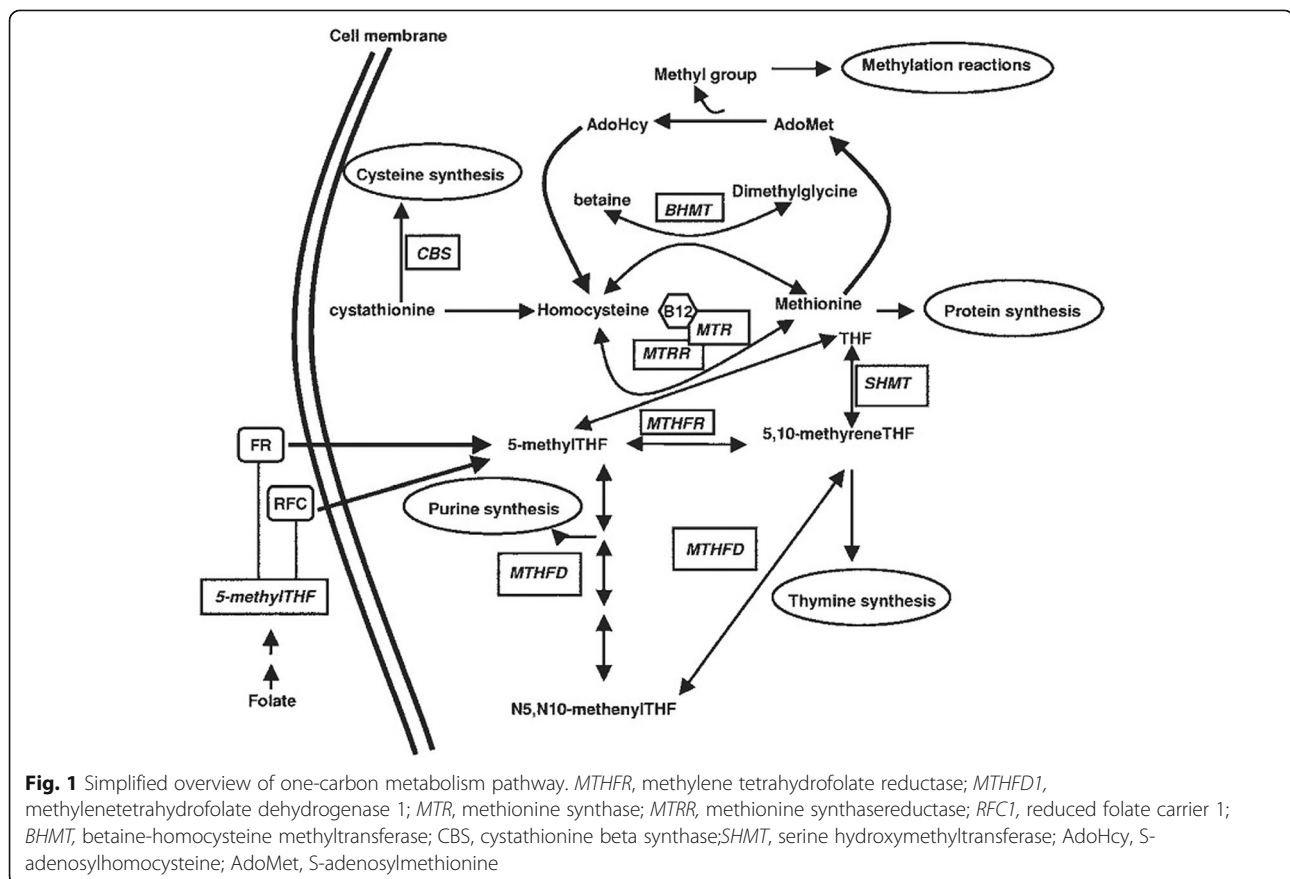 Cell membrane
Methyl group
Methylation reactions
AdoHcy
AdoMet
Cysteine synthesis
betaine
BHMT
Dimethylglycine
CBS
cystathionine
Homocysteine
B12
MTR
MTRR
Methionine
Protein synthesis
THF
SHMT
MTHFR
5-methylTHF
5,10-methyreneTHF
FR
RFC
Purine synthesis
MTHFD
MTHFD
5-methylTHF
Thymine synthesis
Folate
N5,N10-methenylTHF
Fig. 1 Simplified overview of one-carbon metabolism pathway. MTHFR, methylene tetrahydrofolate reductase; MTHFD1,
methylenetetrahydrofolate dehydrogenase 1; MTR, methionine synthase; MTRR, methionine synthasereductase; RFC1, reduced folate carrier 1;
BHMT, betaine-homocysteine methyltransferase; CBS, cystathionine beta synthase;SHMT, serine hydroxymethyltransferase; AdoHcy, S-
adenosylhomocysteine; AdoMet, S-adenosylmethionine